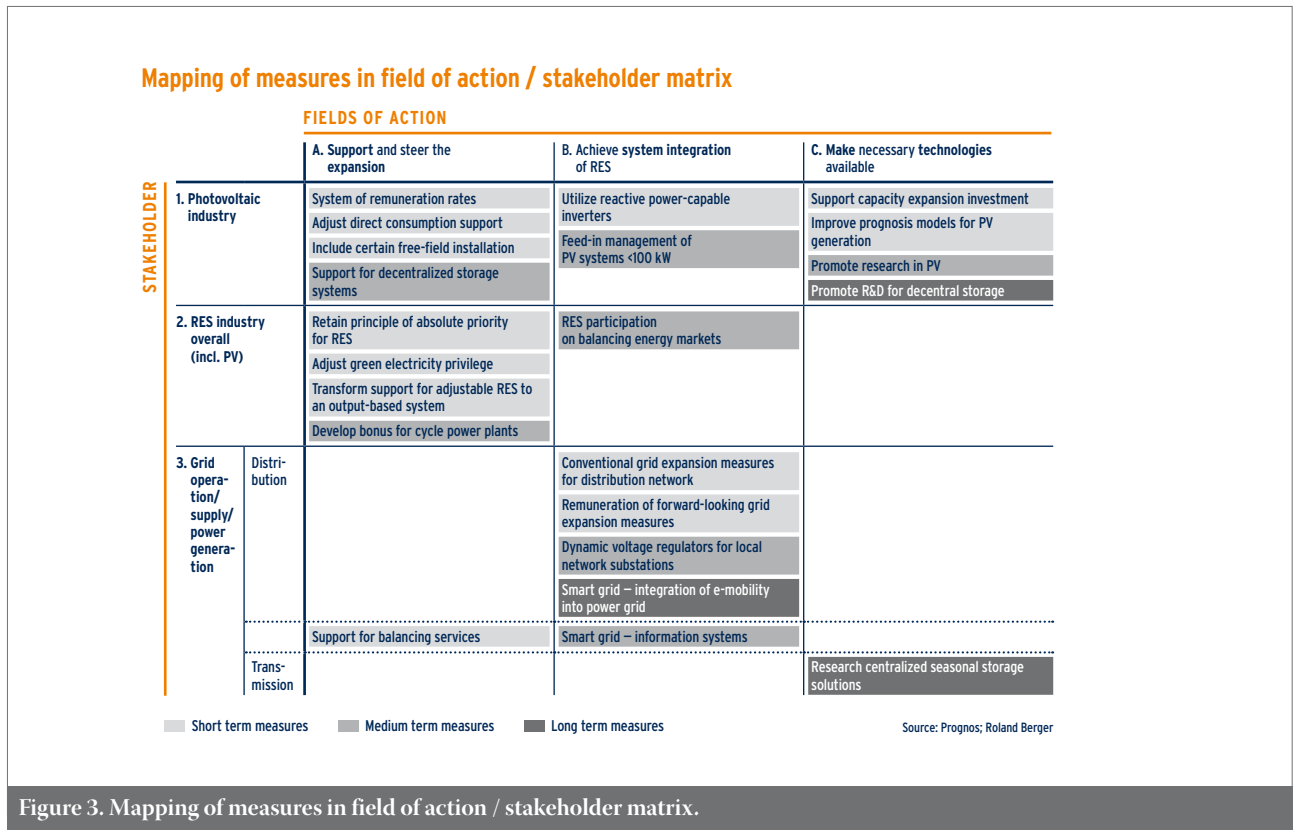 Mapping of measures in field of action / stakeholder matrix
FIELDS OF ACTION
A. Support and steer the
expansion
B. Achieve system integration
of RES
C. Make necessary technologies
available
STAKEHOLDER
1. Photovoltaic
industry
System of remuneration rates
Adjust direct consumption support
Include certain free-field installation
Support for decentralized storage
systems
Utilize reactive power-capable
inverters
Feed-in management of
PV systems <100 kW
Support capacity expansion investment
Improve prognosis models for PV
generation
Promote research in PV
Promote R&D for decentral storage
2. RES industry
overall
(incl. PV)
Retain principle of absolute priority
for RES
Adjust green electricity privilege
Transform support for adjustable RES to
an output-based system
Develop bonus for cycle power plants
RES participation
on balancing energy markets
3. Grid
opera-
tion/
supply/
power
genera-
tion
Distri-
bution
Conventional grid expansion measures
for distribution network
Remuneration of forward-looking grid
expansion measures
Dynamic voltage regulators for local
network substations
Smart grid – integration of e-mobility
into power grid
Support for balancing services
Smart grid – information systems
Trans-
mission
Research centralized seasonal storage
solutions
Short term measures
Medium term measures
Long term measures
Source: Prognos; Roland Berger
Figure 3. Mapping of measures in field of action / stakeholder matrix.